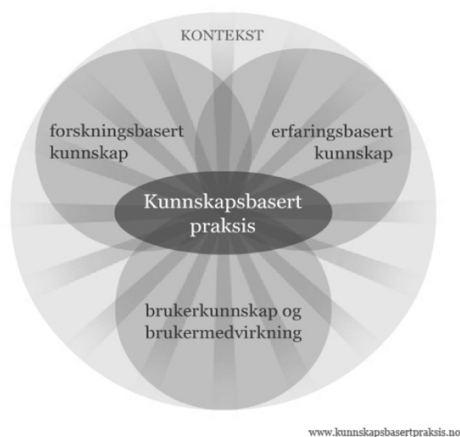 KONTEKST
forskningsbasert
kunnskap
erfaringsbasert
kunnskap
Kunnskapsbasert
praksis
brukerkunnskap og
brukermedvirkning
www.kunnskapsbasertpraksis.no